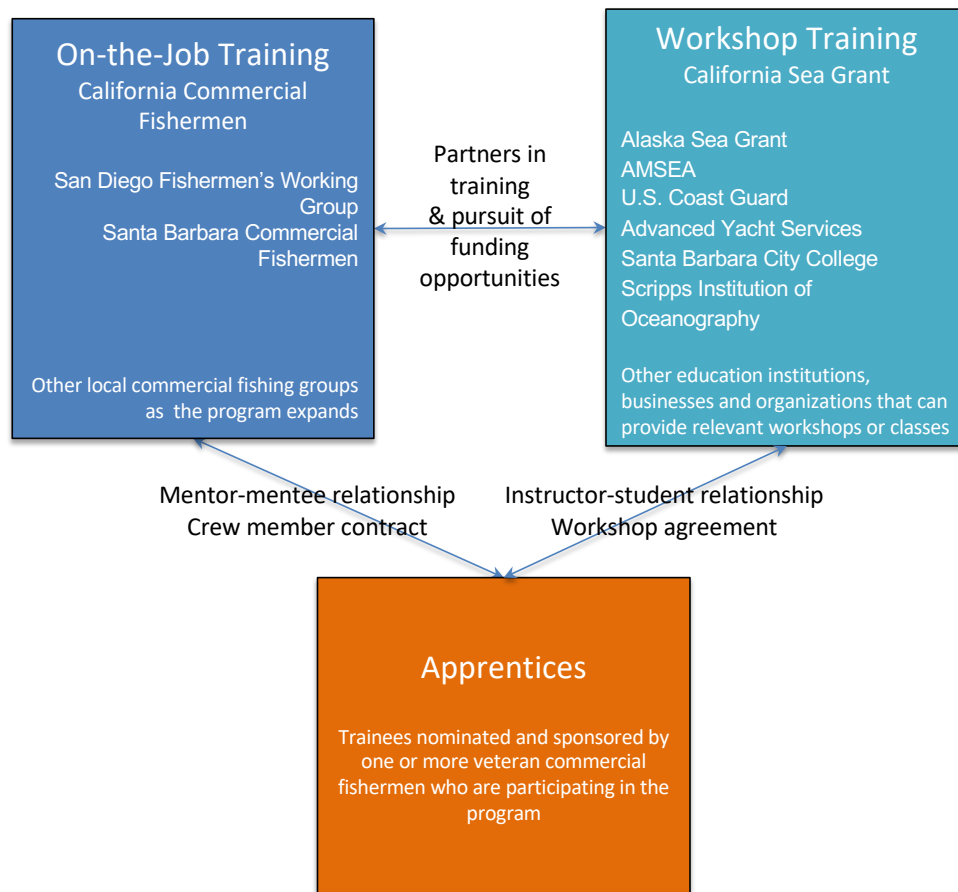 On-the-Job Training
California Commercial
Fishermen
San Diego Fishermen's Working
Group
Santa Barbara Commercial
Fishermen
Other local commercial fishing groups
as the program expands
Partners in
training
& pursuit of
funding
opportunities
Workshop Training
California Sea Grant
Alaska Sea Grant
AMSEA
U.S. Coast Guard
Advanced Yacht Services
Santa Barbara City College
Scripps Institution of
Oceanography
Other education institutions,
businesses and organizations that can
provide relevant workshops or classes
Mentor-mentee relationship
Crew member contract
Instructor-student relationship
Workshop agreement
Apprentices
Trainees nominated and sponsored by
one or more veteran commercial
fishermen who are participating in the
program